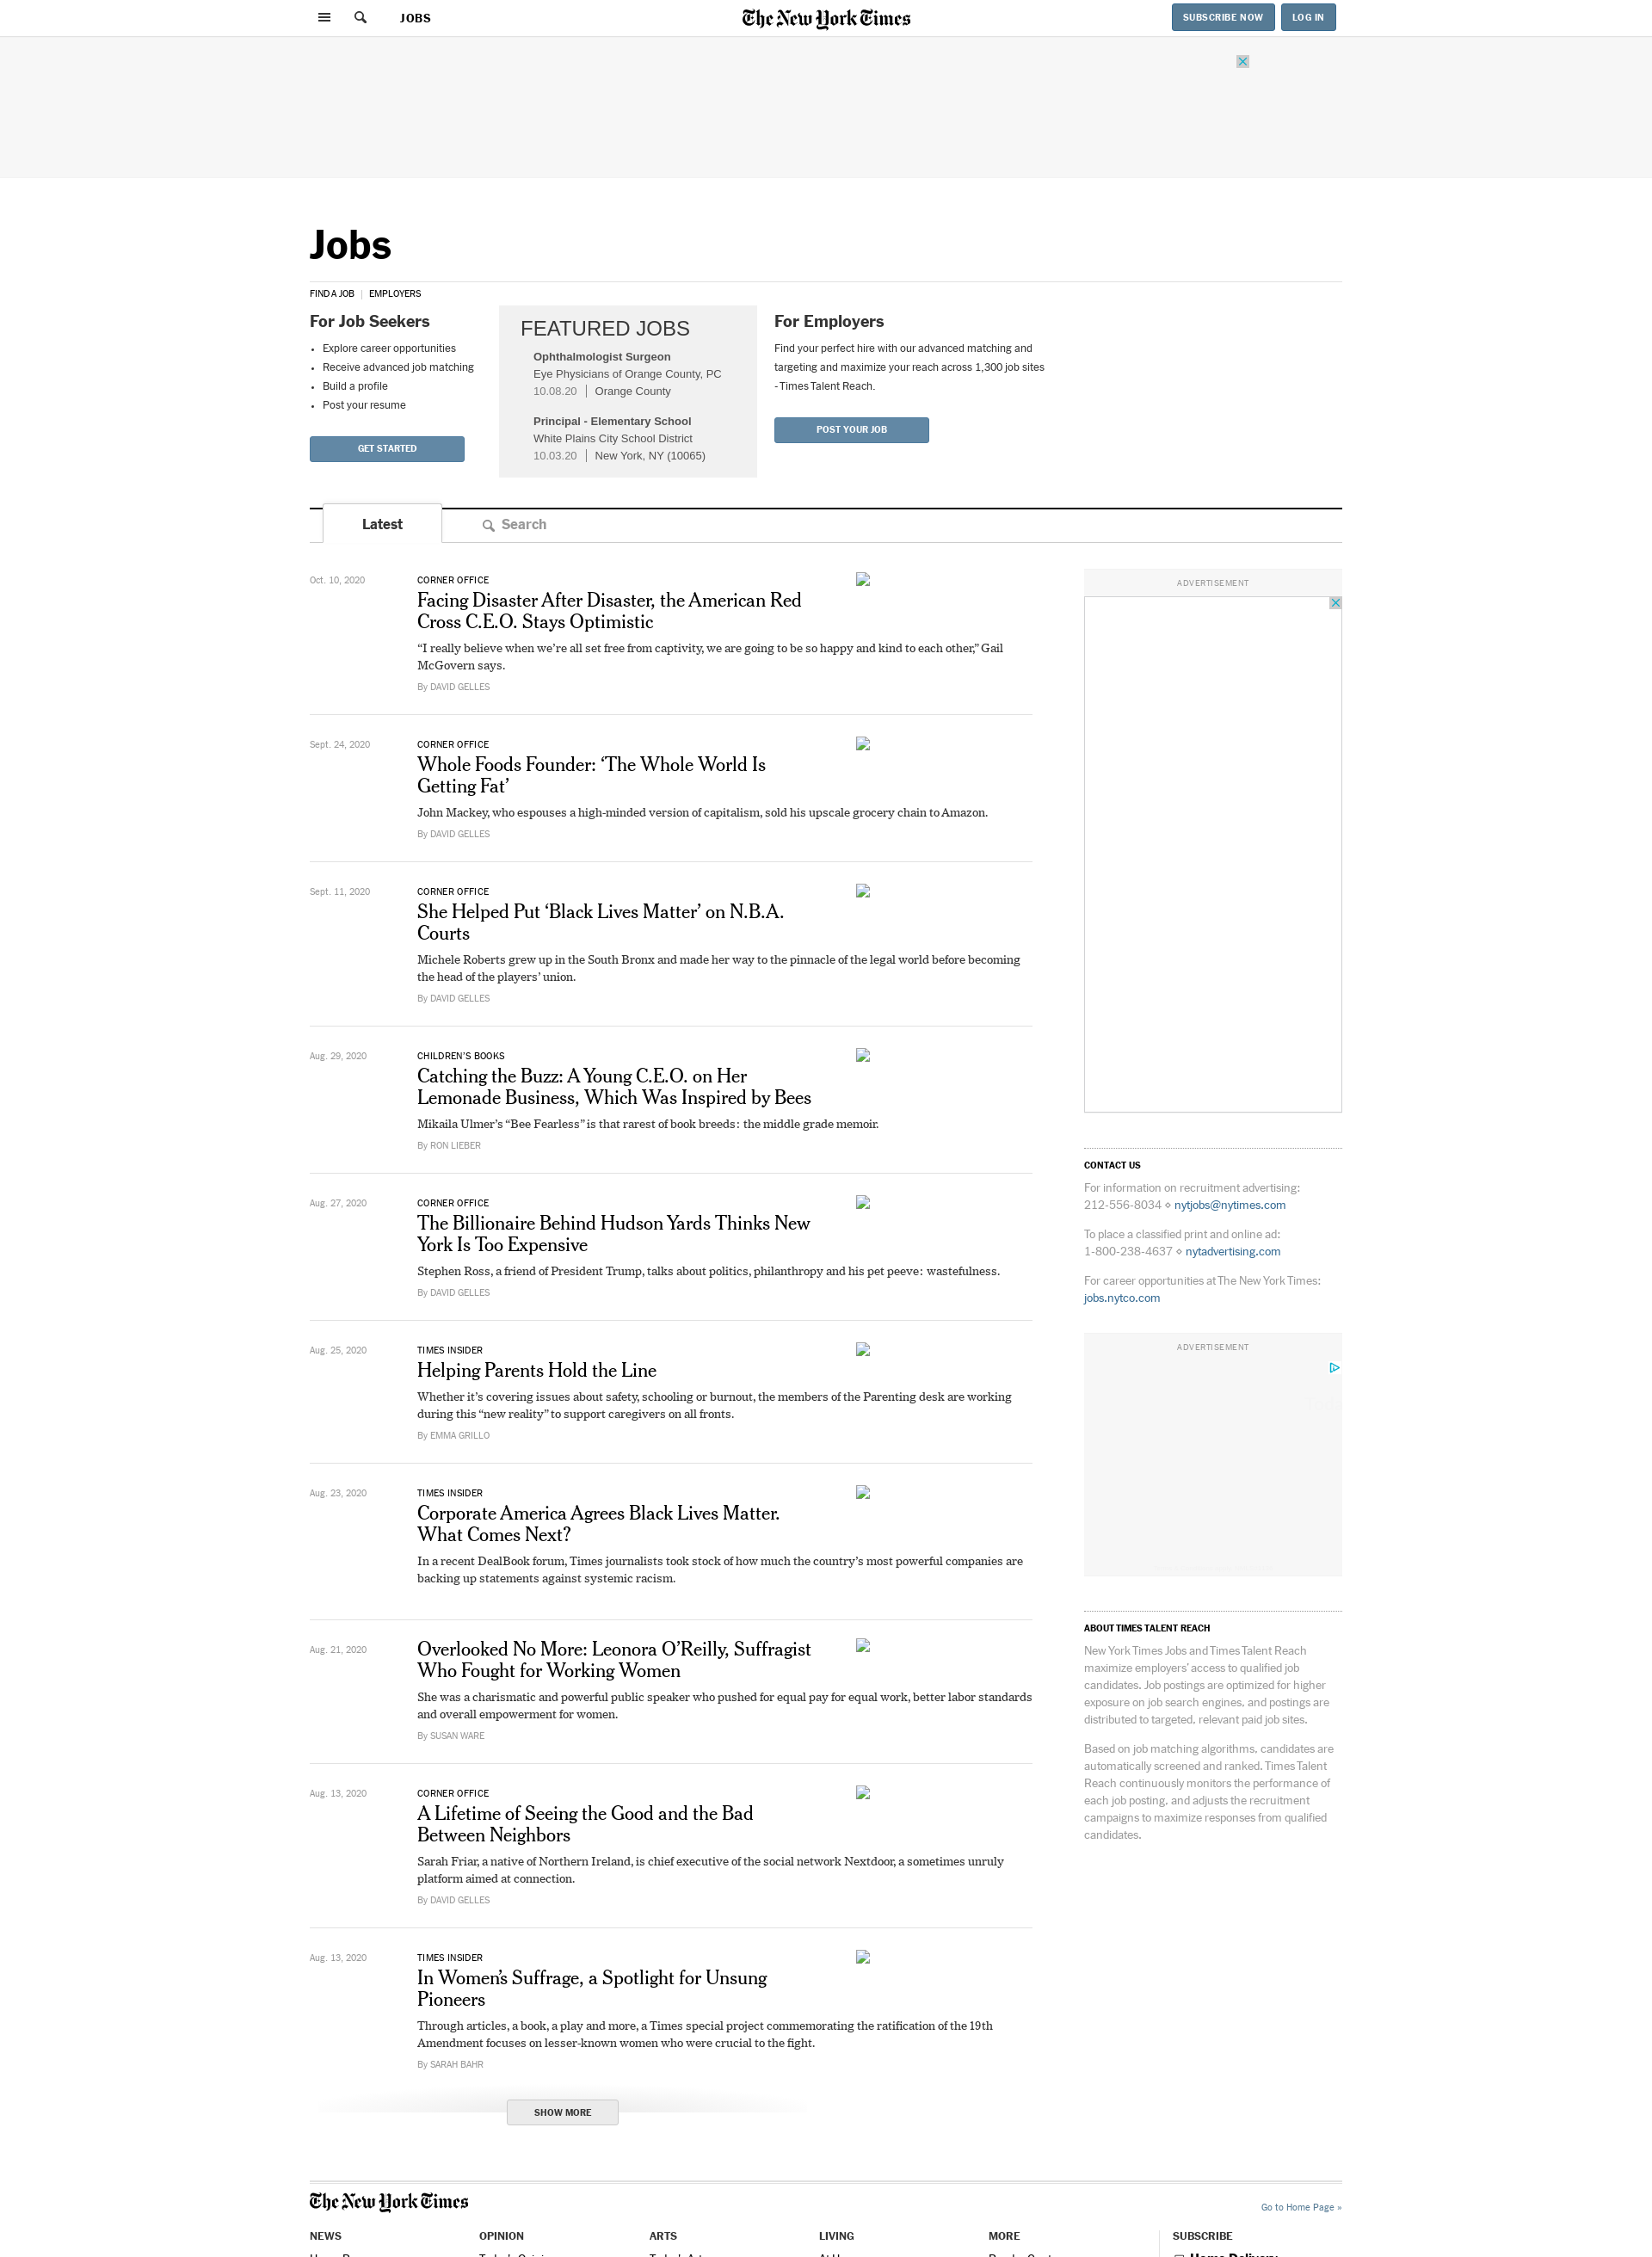 JOBS
The New York Times
SUBSCRIBE NOW
LOG IN
Jobs
FIND A JOB
EMPLOYERS
For Job Seekers
Explore career opportunities
Receive advanced job matching
Build a profile
Post your resume
GET STARTED
FEATURED JOBS
Ophthalmologist Surgeon
Eye Physicians of Orange County, PC
10.08.20 | Orange County
Principal - Elementary School
White Plains City School District
10.03.20 | New York, NY (10065)
For Employers
Find your perfect hire with our advanced matching and
targeting and maximize your reach across 1,300 job sites
- Times Talent Reach.
POST YOUR JOB
Latest
Search
Oct. 10, 2020
CORNER OFFICE
Facing Disaster After Disaster, the American Red
Cross C.E.O. Stays Optimistic
“I really believe when we’re all set free from captivity, we are going to be so happy and kind to each other,” Gail
McGovern says.
By DAVID GELLES
Sept. 24, 2020
CORNER OFFICE
Whole Foods Founder: ‘The Whole World Is
Getting Fat’
John Mackey, who espouses a high-minded version of capitalism, sold his upscale grocery chain to Amazon.
By DAVID GELLES
Sept. 11, 2020
CORNER OFFICE
She Helped Put ‘Black Lives Matter’ on N.B.A.
Courts
Michele Roberts grew up in the South Bronx and made her way to the pinnacle of the legal world before becoming
the head of the players’ union.
By DAVID GELLES
Aug. 29, 2020
CHILDREN’S BOOKS
Catching the Buzz: A Young C.E.O. on Her
Lemonade Business, Which Was Inspired by Bees
Mikaila Ulmer’s “Bee Fearless” is that rarest of book breeds: the middle grade memoir.
By RON LIEBER
Aug. 27, 2020
CORNER OFFICE
The Billionaire Behind Hudson Yards Thinks New
York Is Too Expensive
Stephen Ross, a friend of President Trump, talks about politics, philanthropy and his pet peeve: wastefulness.
By DAVID GELLES
Aug. 25, 2020
TIMES INSIDER
Helping Parents Hold the Line
Whether it’s covering issues about safety, schooling or burnout, the members of the Parenting desk are working
during this “new reality” to support caregivers on all fronts.
By EMMA GRILLO
Aug. 23, 2020
TIMES INSIDER
Corporate America Agrees Black Lives Matter.
What Comes Next?
In a recent DealBook forum, Times journalists took stock of how much the country’s most powerful companies are
backing up statements against systemic racism.
Aug. 21, 2020
Overlooked No More: Leonora O’Reilly, Suffragist
Who Fought for Working Women
She was a charismatic and powerful public speaker who pushed for equal pay for equal work, better labor standards
and overall empowerment for women.
By SUSAN WARE
Aug. 13, 2020
CORNER OFFICE
A Lifetime of Seeing the Good and the Bad
Between Neighbors
Sarah Friar, a native of Northern Ireland, is chief executive of the social network Nextdoor, a sometimes unruly
platform aimed at connection.
By DAVID GELLES
Aug. 13, 2020
TIMES INSIDER
In Women’s Suffrage, a Spotlight for Unsung
Pioneers
Through articles, a book, a play and more, a Times special project commemorating the ratification of the 19th
Amendment focuses on lesser-known women who were crucial to the fight.
By SARAH BAHR
SHOW MORE
ADVERTISEMENT
CONTACT US
For information on recruitment advertising:
212-556-8034 ⋄ nytjobs@nytimes.com
To place a classified print and online ad:
1-800-238-4637 ⋄ nytadvertising.com
For career opportunities at The New York Times:
jobs.nytco.com
ADVERTISEMENT
ABOUT TIMES TALENT REACH
New York Times Jobs and Times Talent Reach
maximize employers’ access to qualified job
candidates. Job postings are optimized for higher
exposure on job search engines, and postings are
distributed to targeted, relevant paid job sites.
Based on job matching algorithms, candidates are
automatically screened and ranked. Times Talent
Reach continuously monitors the performance of
each job posting, and adjusts the recruitment
campaigns to maximize responses from qualified
candidates.
The New York Times
Go to Home Page »
NEWS
OPINION
ARTS
LIVING
MORE
SUBSCRIBE